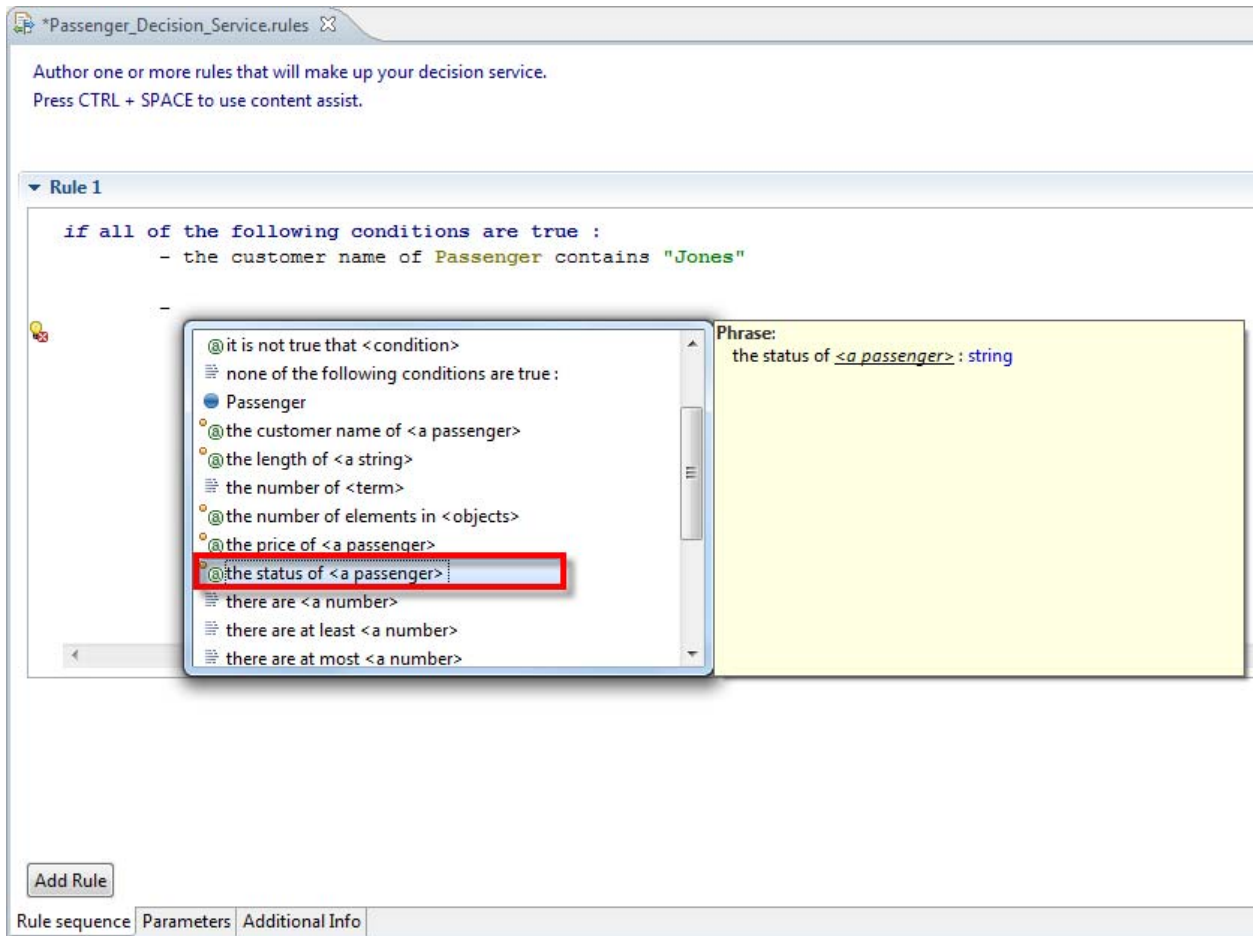 *Passenger_Decision_Service.rules
Author one or more rules that will make up your decision service.
Press CTRL + SPACE to use content assist.
Rule 1
if all of the following conditions are true :
- the customer name of Passenger contains "Jones"
-
it is not true that <condition>
none of the following conditions are true :
Passenger
the customer name of <a passenger>
the length of <a string>
the number of <term>
the number of elements in <objects>
the price of <a passenger>
the status of <a passenger>
there are <a number>
there are at least <a number>
there are at most <a number>
Phrase:
the status of <a passenger> : string
Add Rule
Rule sequence Parameters Additional Info